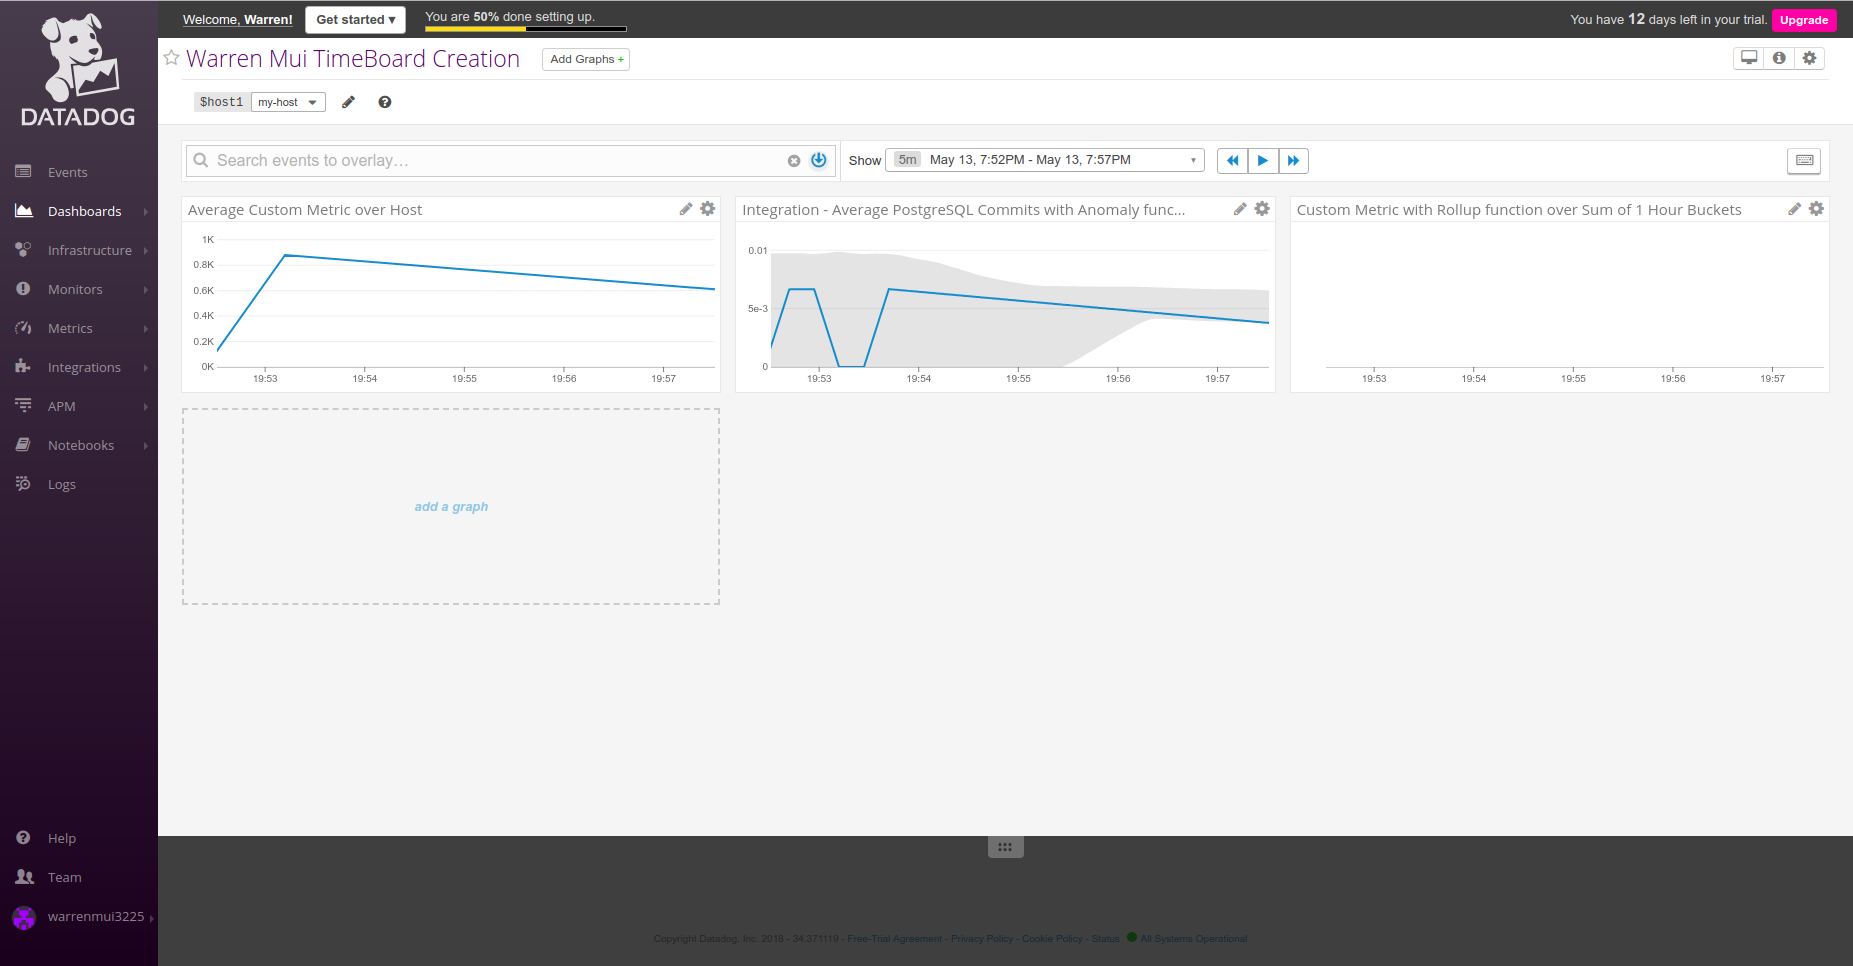 Welcome, Warren! Get started ▾ You are 50% done setting up. You have 12 days left in your trial. Upgrade
DATADOG
Events
Dashboards
Infrastructure
Monitors
Metrics
Integrations
APM
Notebooks
Logs
Help
Team
warrenmui3225
Warren Mui TimeBoard Creation Add Graphs +
$host1 my-host
Search events to overlay… Show 5m May 13, 7:52PM - May 13, 7:57PM
Average Custom Metric over Host
1K
0.8K
0.6K
0.4K
0.2K
0K
19:53 19:54 19:55 19:56 19:57
Integration - Average PostgreSQL Commits with Anomaly func...
0.01
5e-3
0
19:53 19:54 19:55 19:56 19:57
Custom Metric with Rollup function over Sum of 1 Hour Buckets
19:53 19:54 19:55 19:56 19:57
add a graph
Copyright Datadog, Inc. 2018 - 34.371119 - Free-Trial Agreement - Privacy Policy - Cookie Policy - Status All Systems Operational